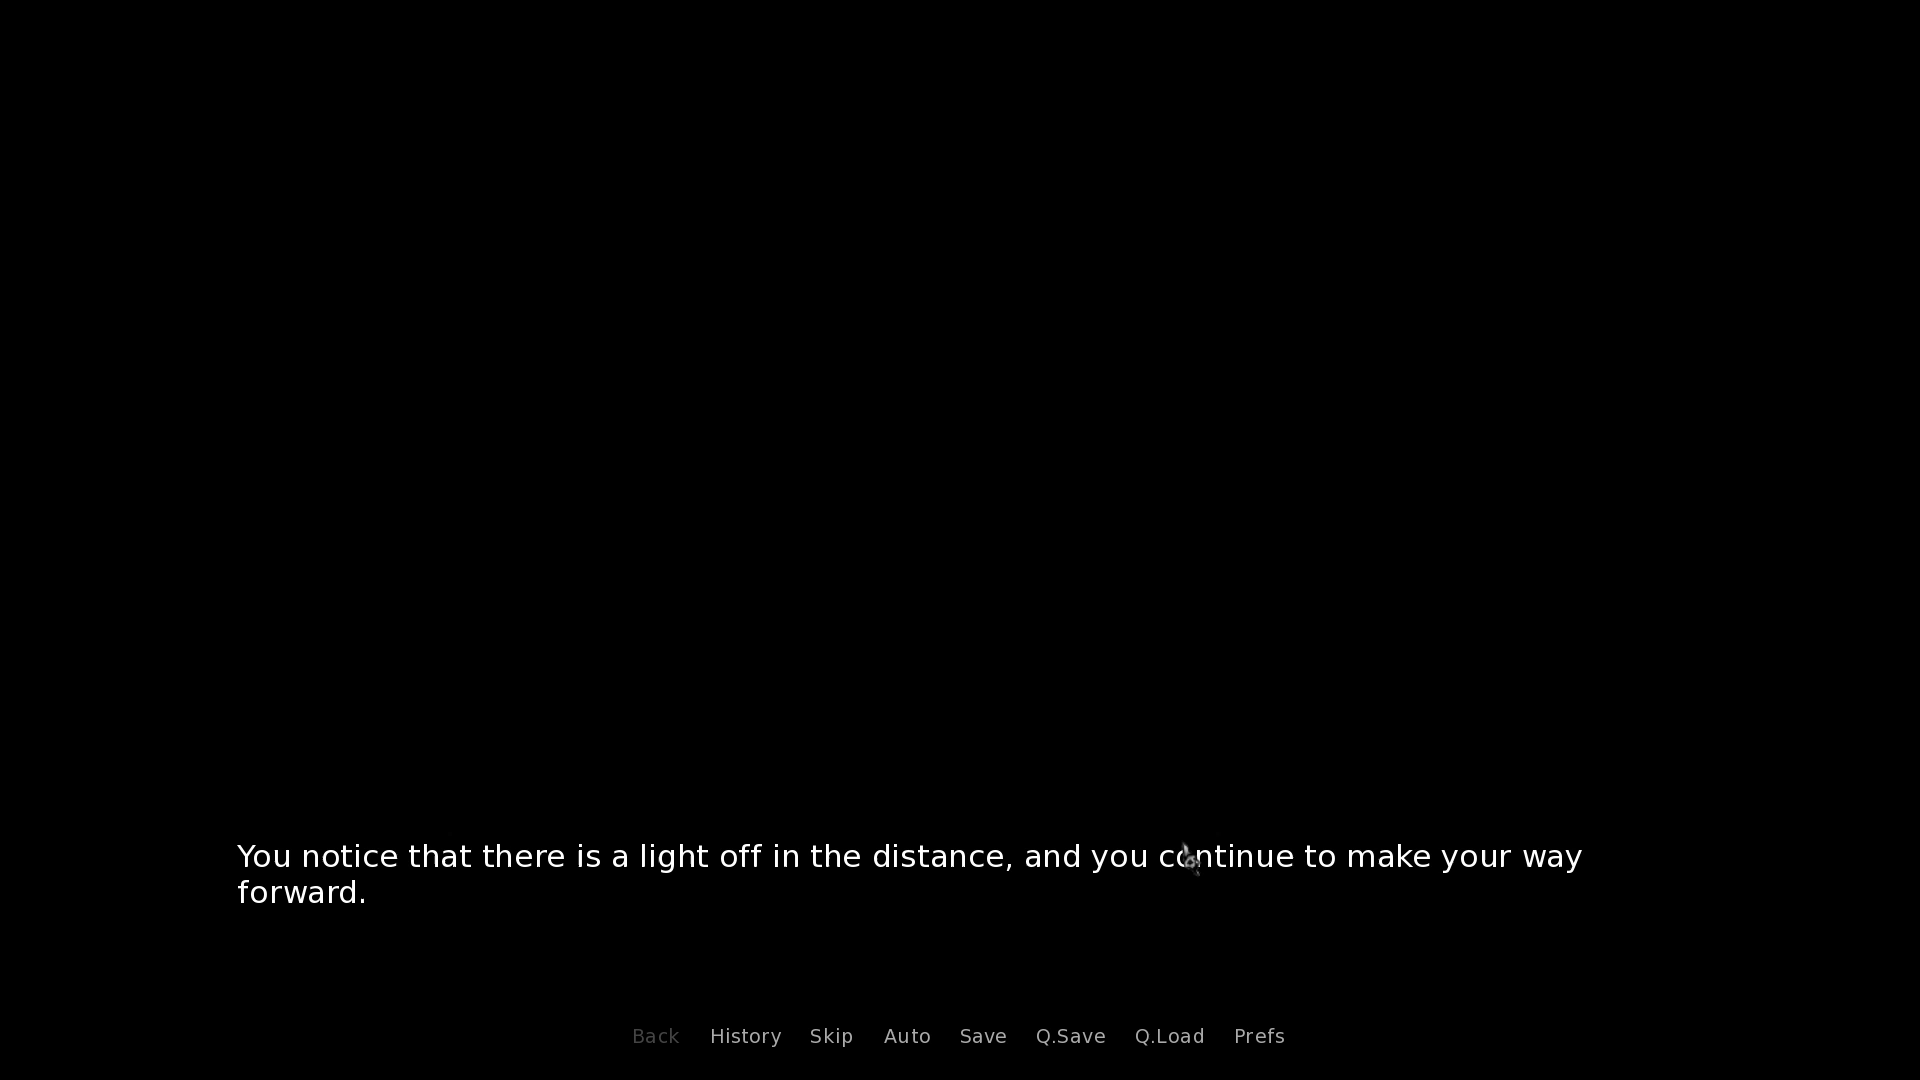 You notice that there is a light off in the distance, and you continue to make your way
forward.
Back History Skip Auto Save Q.Save Q.Load Prefs